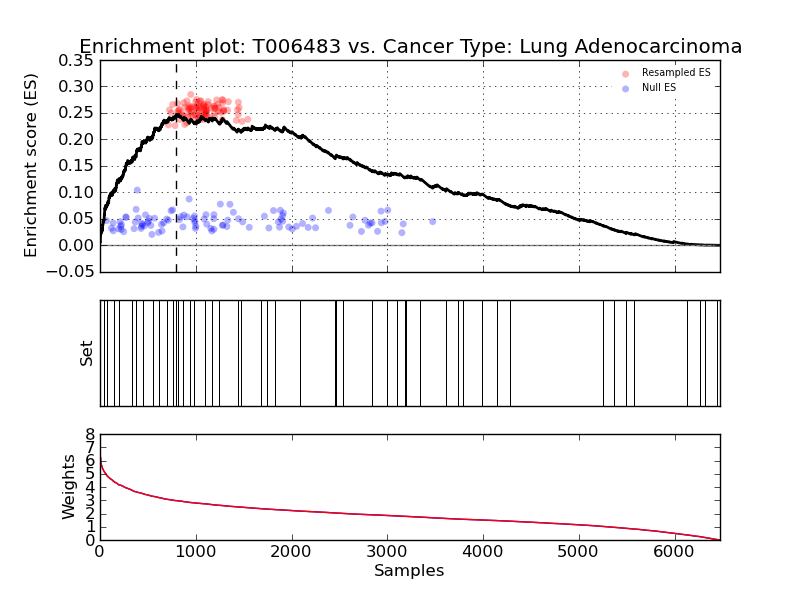 Enrichment plot: T006483 vs. Cancer Type: Lung Adenocarcinoma
Enrichment score (ES)
0.35
0.30
0.25
0.20
0.15
0.10
0.05
0.00
−0.05
Resampled ES
Null ES
Set
Weights
8
7
6
5
4
3
2
1
0
0 1000 2000 3000 4000 5000 6000
Samples